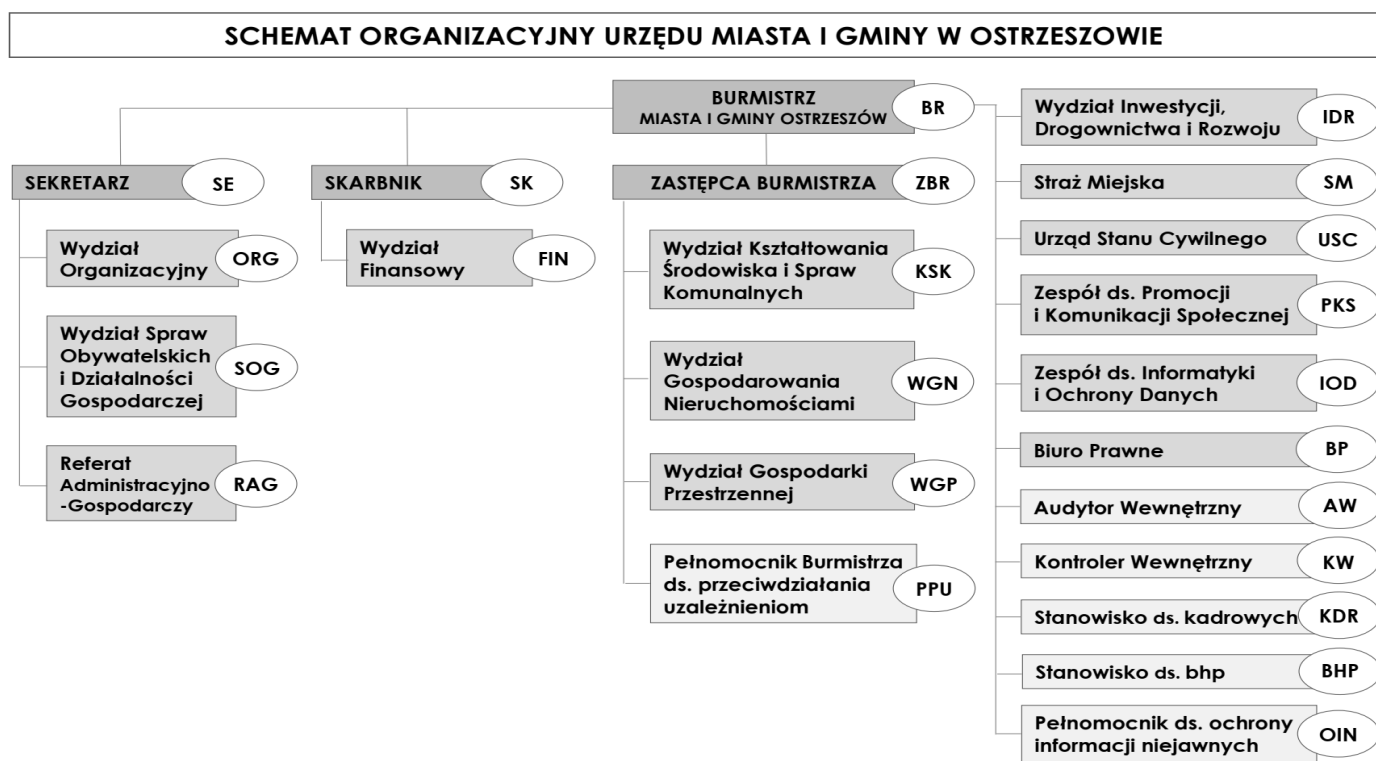 SCHEMAT ORGANIZACYJNY URZĘDU MIASTA I GMINY W OSTRZESZOWIE
BURMISTRZ
MIASTA I GMINY OSTRZESZÓW
BR
SEKRETARZ
SE
Wydział
Organizacyjny
ORG
Wydział Spraw
Obywatelskich
i Działalności
Gospodarczej
SOG
Referat
Administracyjno
-Gospodarczy
RAG
SKARBNIK
SK
Wydział
Finansowy
FIN
ZASTĘPCA BURMISTRZA
ZBR
Wydział Kształtowania
Środowiska i Spraw
Komunalnych
KSK
Wydział
Gospodarowania
Nieruchomościami
WGN
Wydział Gospodarki
Przestrzennej
WGP
Pełnomocnik Burmistrza
ds. przeciwdziałania
uzależnieniom
PPU
Wydział Inwestycji,
Drogownictwa i Rozwoju
IDR
Straż Miejska
SM
Urząd Stanu Cywilnego
USC
Zespół ds. Promocji
i Komunikacji Społecznej
PKS
Zespół ds. Informatyki
i Ochrony Danych
IOD
Biuro Prawne
BP
Audytor Wewnętrzny
AW
Kontroler Wewnętrzny
KW
Stanowisko ds. kadrowych
KDR
Stanowisko ds. bhp
BHP
Pełnomocnik ds. ochrony
informacji niejawnych
OIN